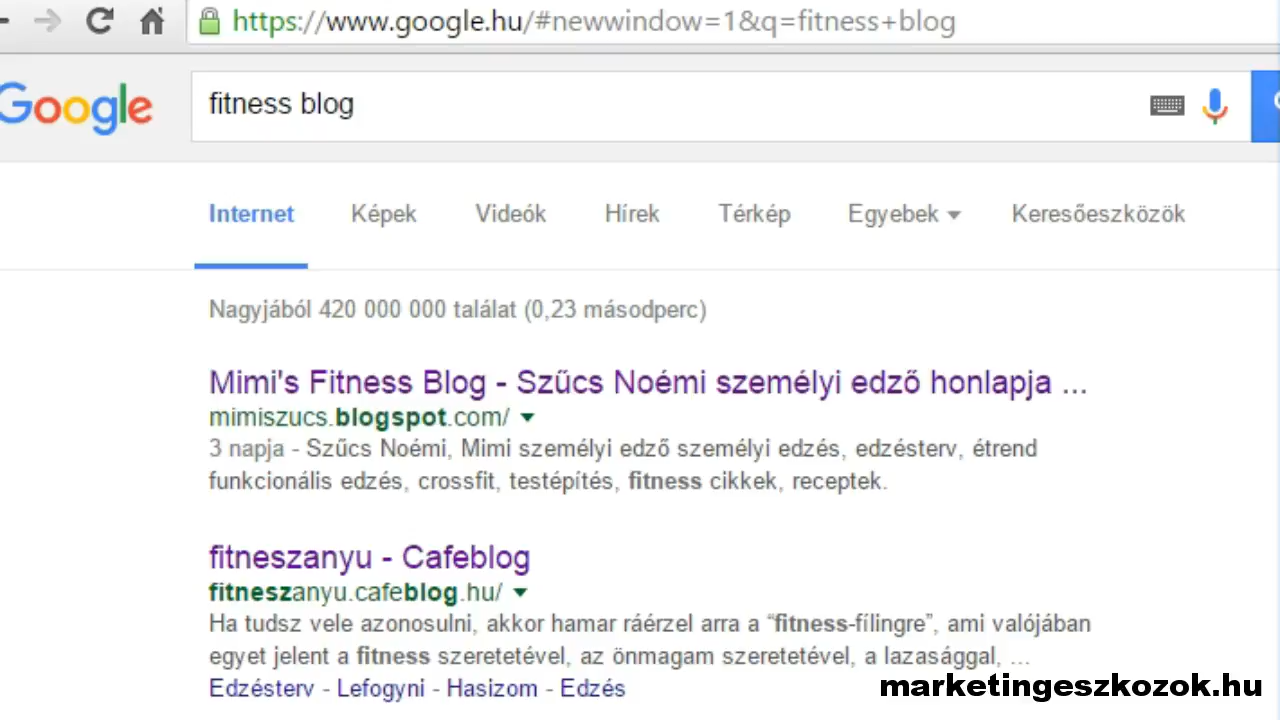 https://www.google.hu/#newwindow=1&q=fitness+blog
Google fitness blog
Internet Képek Videók Hírek Térkép Egyebek Keresőeszközök
Nagyjából 420 000 000 találat (0,23 másodperc)
Mimi's Fitness Blog - Szűcs Noémi személyi edző honlapja ...
mimiszucs.blogspot.com/
3 napja - Szűcs Noémi, Mimi személyi edző személyi edzés, edzésterv, étrend
funkcionális edzés, crossfit, testépítés, fitness cikkek, receptek.
fitneszanyu - Cafeblog
fitneszanyu.cafeblog.hu/
Ha tudsz vele azonosulni, akkor hamar ráérzel arra a “fitness-fílingre”, ami valójában
egyet jelent a fitness szeretetével, az önmagam szeretetével, a lazasággal, ...
Edzésterv - Lefogyni - Hasizom - Edzés
marketingeszkozok.hu